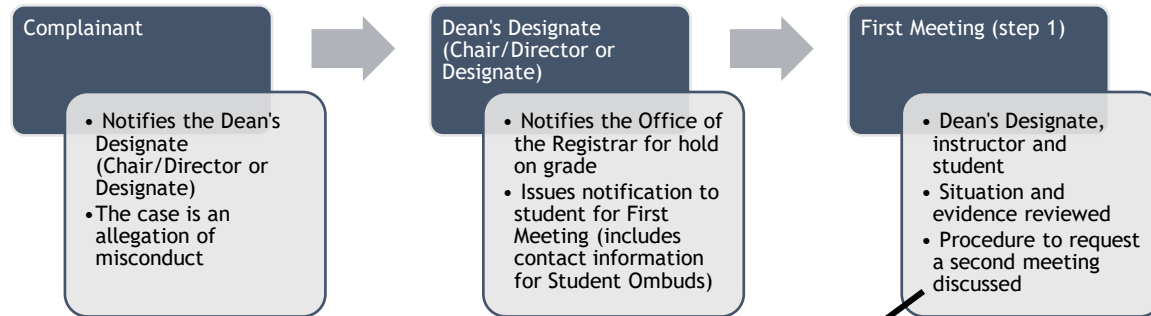 Complainant
• Notifies the Dean's
Designate
(Chair/Director or
Designate)
•The case is an
allegation of
misconduct
Dean's Designate
(Chair/Director or
Designate)
• Notifies the Office of
the Registrar for hold
on grade
• Issues notification to
student for First
Meeting (includes
contact information
for Student Ombuds)
First Meeting (step 1)
• Dean's Designate,
instructor and
student
• Situation and
evidence reviewed
• Procedure to request
a second meeting
discussed